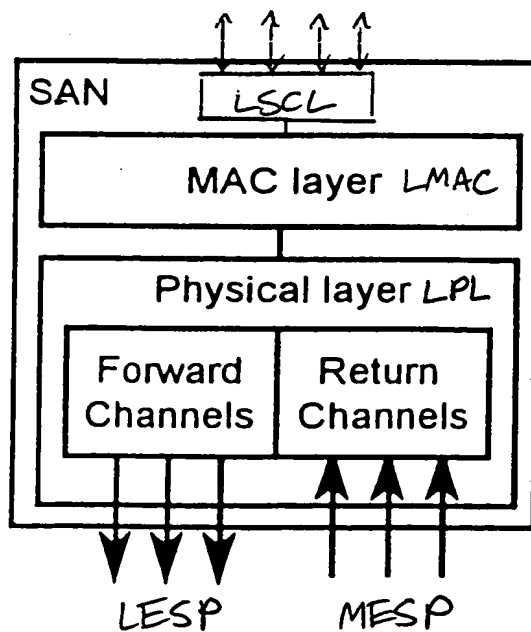 SAN
LSCL
MAC layer LMAC
Physical layer LPL
Forward Channels
Return Channels
LESP
MESP